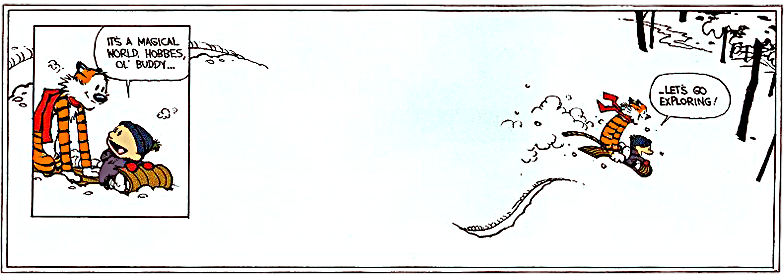 IT'S A MAGICAL
WORLD, HOBBES,
OL' BUDDY...
...LET'S GO
EXPLORING!